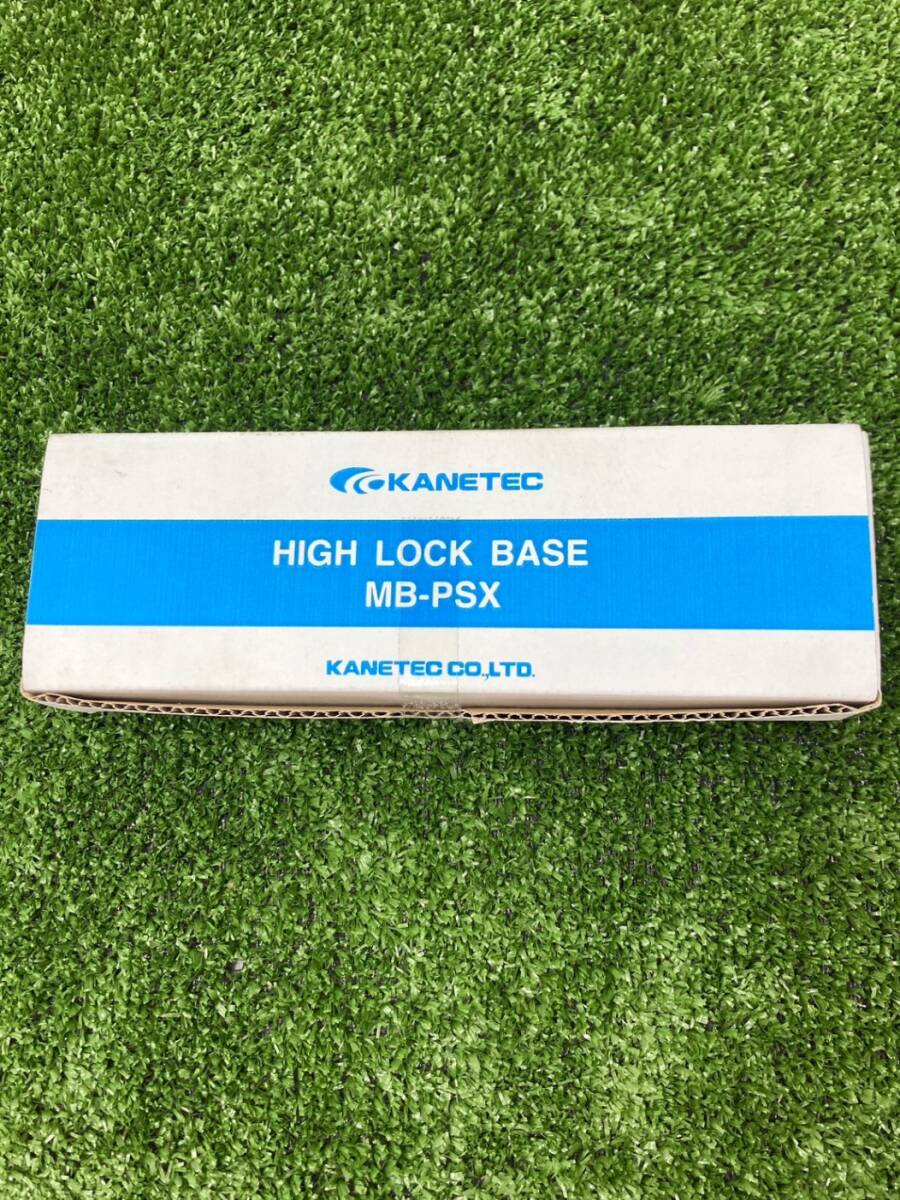 KANETEC
HIGH LOCK BASE
MB-PSX
KANETEC CO.,LTD.